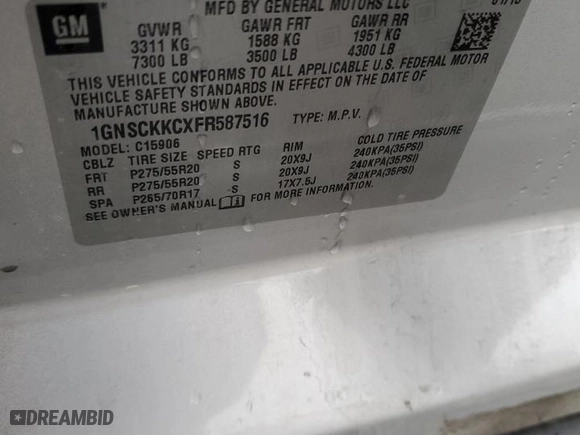 MFD BY GENERAL MOTORS LLC
GM
GVWR GAWR FRT GAWR RR
3311 KG 1588 KG 1951 KG
7300 LB 3500 LB 4300 LB
THIS VEHICLE CONFORMS TO ALL APPLICABLE U.S. FEDERAL MOTOR
VEHICLE SAFETY STANDARDS IN EFFECT ON THE DATE OF
MANUFACTURE SHOWN ABOVE.
1GNSCKKCXFR587516 TYPE: M.P.V.
MODEL: C15906
CBLZ TIRE SIZE SPEED RTG RIM COLD TIRE PRESSURE
FRT P275/55R20 S 20X9J 240KPA(35PSI)
RR P275/55R20 S 20X9J 240KPA(35PSI)
SPA P265/70R17 S 17X7.5J 240KPA(35PSI)
SEE OWNER'S MANUAL FOR MORE INFORMATION.
DREAMBID